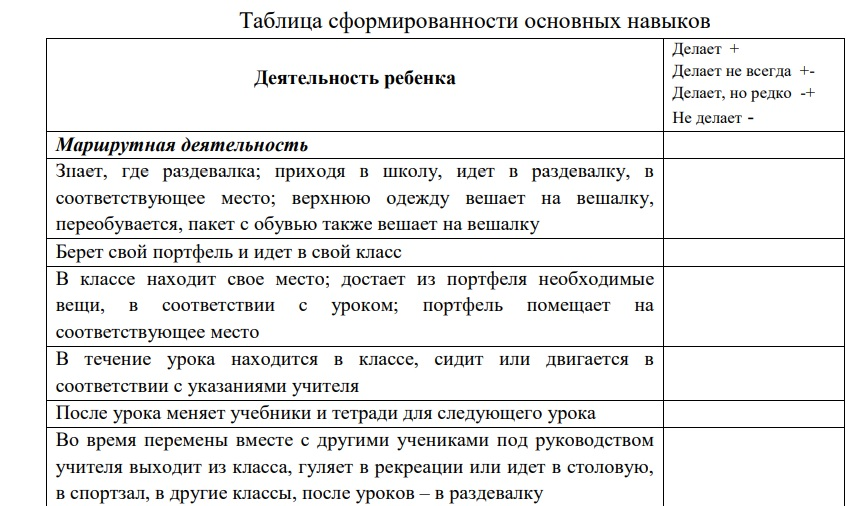 Таблица сформированности основных навыков
Деятельность ребенка
Делает +
Делает не всегда +-
Делает, но редко -+
Не делает -
Маршрутная деятельность
Знает, где раздевалка; приходя в школу, идет в раздевалку, в
соответствующее место; верхнюю одежду вешает на вешалку,
переобувается, пакет с обувью также вешает на вешалку
Берет свой портфель и идет в свой класс
В классе находит свое место; достает из портфеля необходимые
вещи, в соответствии с уроком; портфель помещает на
соответствующее место
В течение урока находится в классе, сидит или двигается в
соответствии с указаниями учителя
После урока меняет учебники и тетради для следующего урока
Во время перемены вместе с другими учениками под руководством
учителя выходит из класса, гуляет в рекреации или идет в столовую,
в спортзал, в другие классы, после уроков – в раздевалку